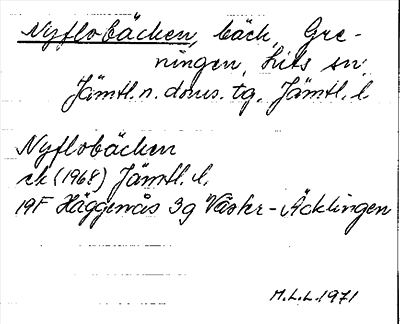 Nyflobäcken, bäck, Gre-
ningen, Lits sn,
Jämtl. n. doms. tg, Jämtl. l.
Nyflobäcken
ek (1968) Jämtl. l.
19F Häggenås 3g Väster-Äcklingen
M.L.L. 1971